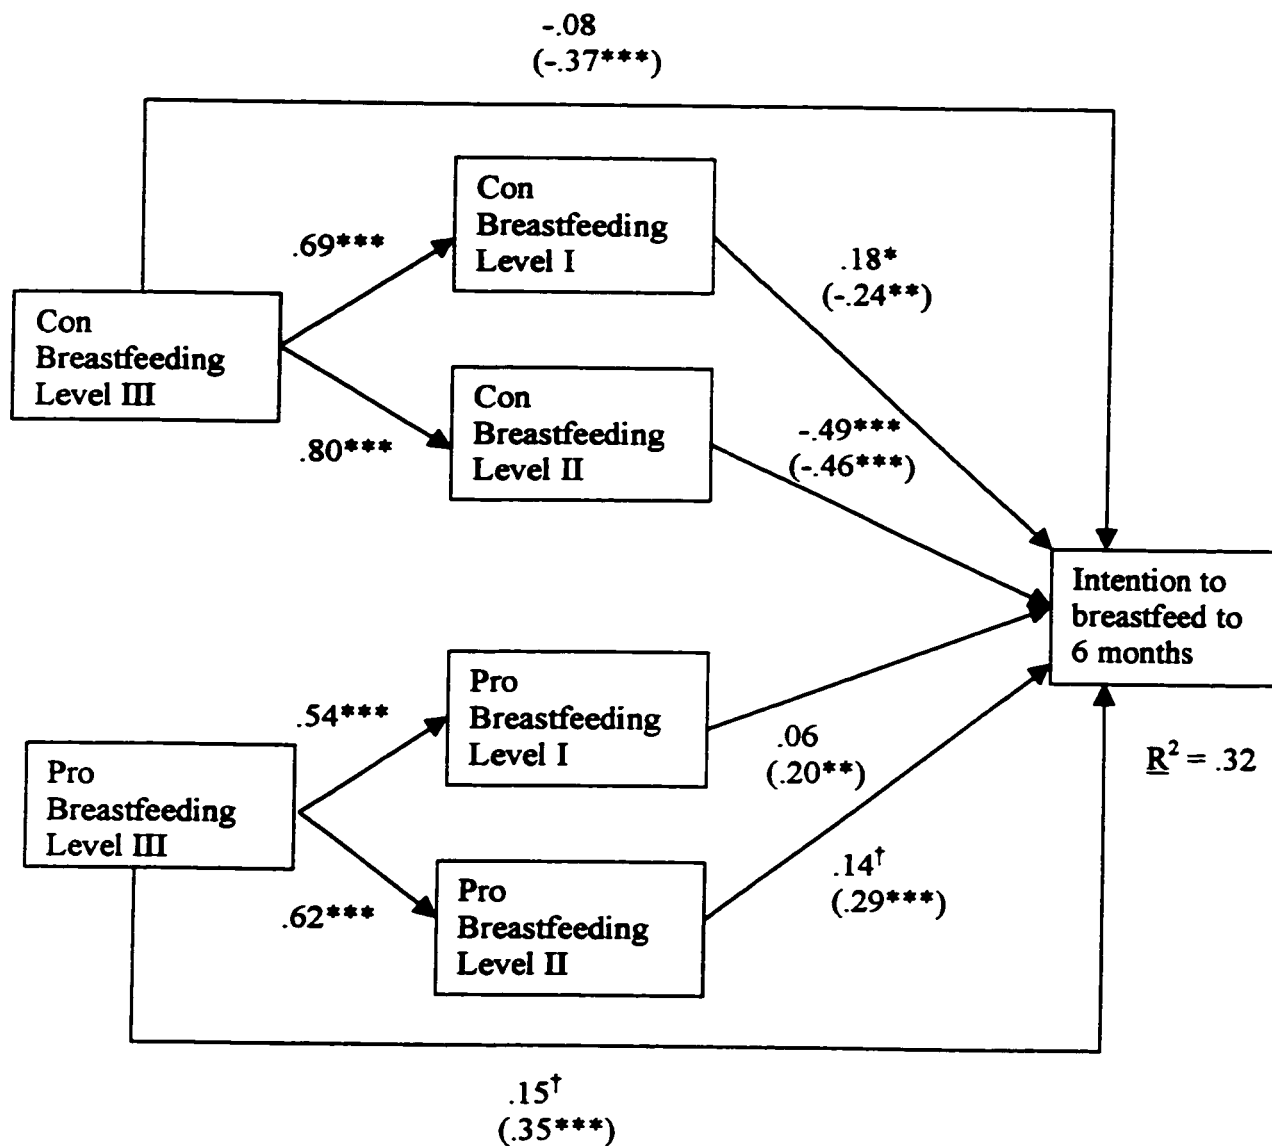 -.08
(-.37***)
Con
Breastfeeding
Level I
.69***
.18*
(-.24**)
Con
Breastfeeding
Level III
Con
Breastfeeding
Level II
.80***
-.49***
(-.46***)
Intention to
breastfeed to
6 months
Pro
Breastfeeding
Level I
.54***
.06
(.20**)
R² = .32
Pro
Breastfeeding
Level III
Pro
Breastfeeding
Level II
.62***
.14†
(.29***)
.15†
(.35***)